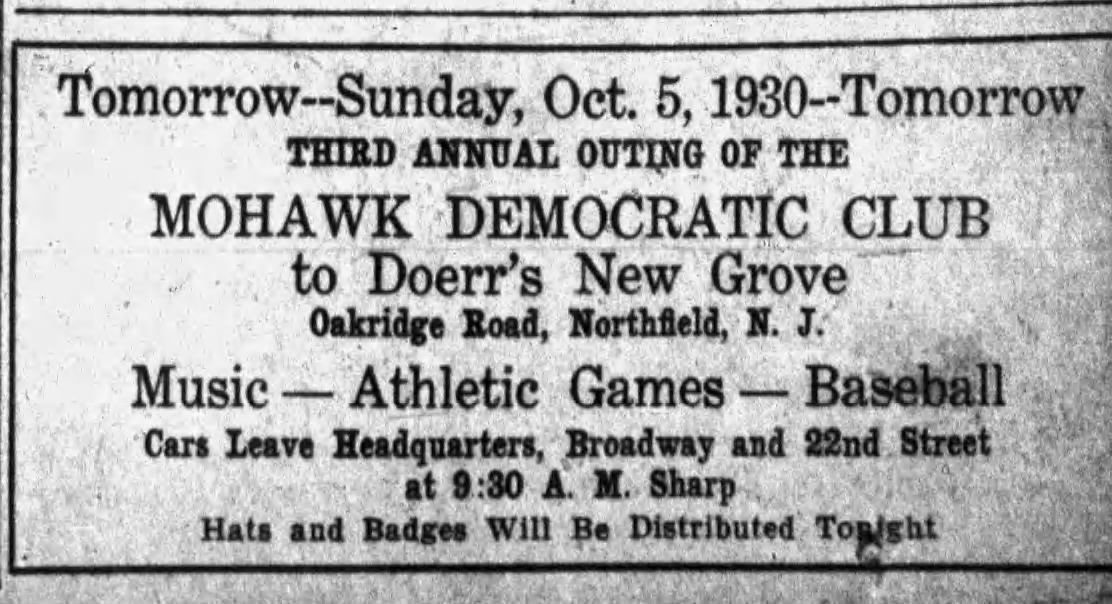 Tomorrow--Sunday, Oct. 5, 1930--Tomorrow
THIRD ANNUAL OUTING OF THE
MOHAWK DEMOCRATIC CLUB
to Doerr's New Grove
Oakridge Road, Northfield, N. J.
Music — Athletic Games — Baseball
Cars Leave Headquarters, Broadway and 22nd Street
at 9:30 A. M. Sharp
Hats and Badges Will Be Distributed Tonight